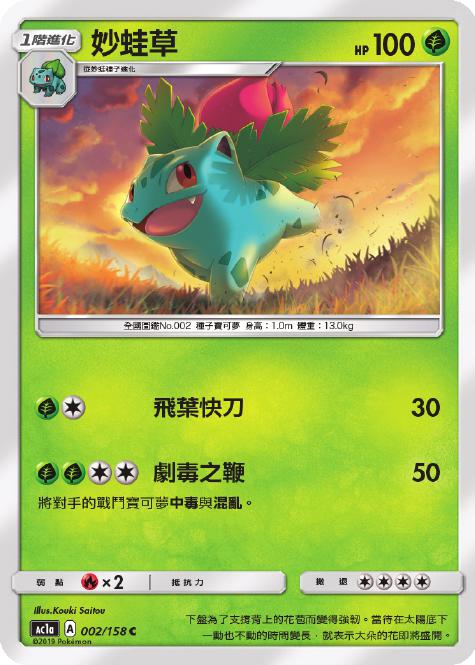 1階進化
妙蛙草
HP 100
從妙蛙種子進化
全國圖鑑No.002 種子寶可夢 身高：1.0m 體重：13.0kg
飛葉快刀 30
劇毒之鞭 50
將對手的戰鬥寶可夢中毒與混亂。
弱點 ×2 抵抗力 撤退
Illus.Kouki Saitou
AC1a A 002/158 C
©2019 Pokémon
下盤為了支撐背上的花苞而變得強韌。當待在太陽底下
一動也不動的時間變長，就表示大朵的花即將盛開。